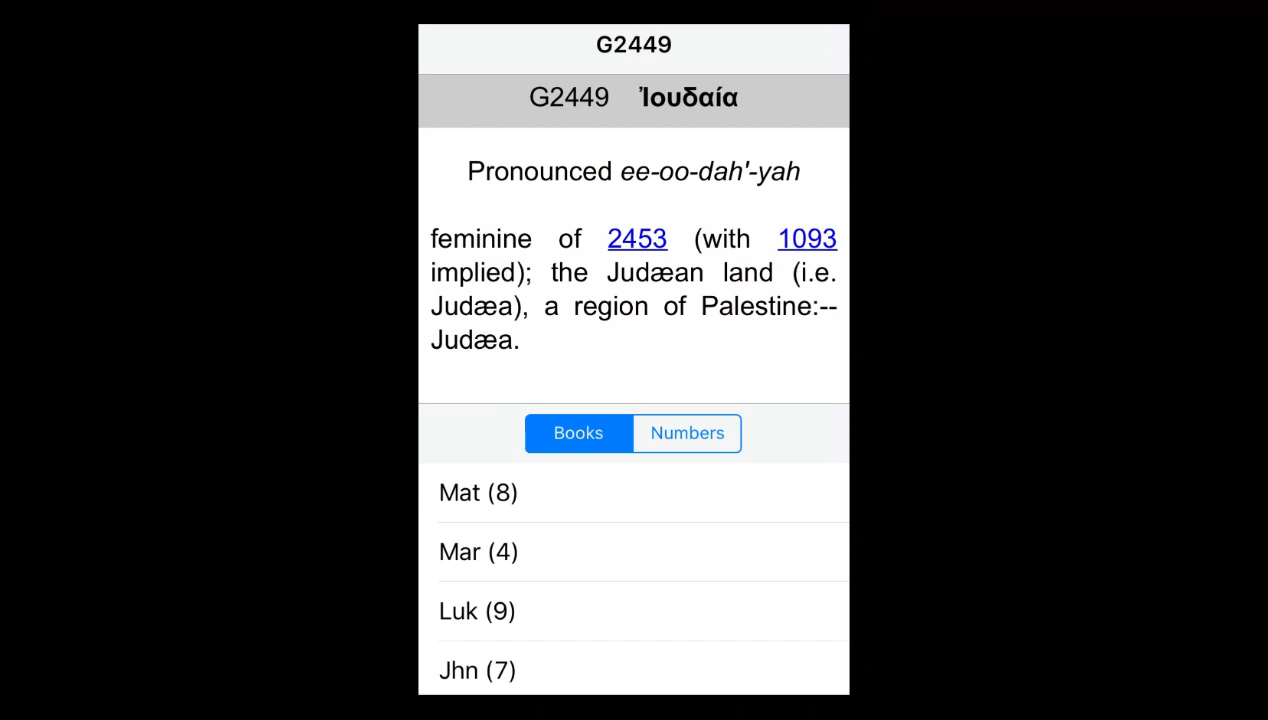 G2449
G2449 Ἰουδαία
Pronounced ee-oo-dah'-yah
feminine of 2453 (with 1093
implied); the Judæan land (i.e.
Judæa), a region of Palestine:--
Judæa.
Books Numbers
Mat (8)
Mar (4)
Luk (9)
Jhn (7)